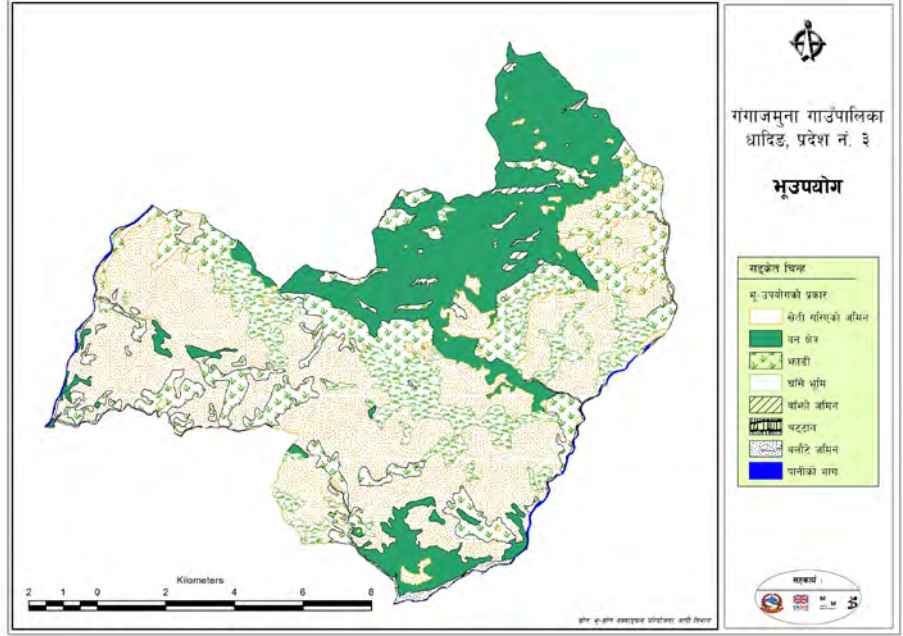 गंगाजमुना गाउँपालिका
धादिङ, प्रदेश नं. ३
भूउपयोग
सङ्केत चिन्ह
भू-उपयोगको प्रकार
खेती गरिएको जमिन
वन क्षेत्र
झाडी
घाँसे भूमि
बाँझो जमिन
चट्टान
बलौटे जमिन
पानीको भाग
सहकार्य :
Kilometers
2 1 0 2 4 6 8